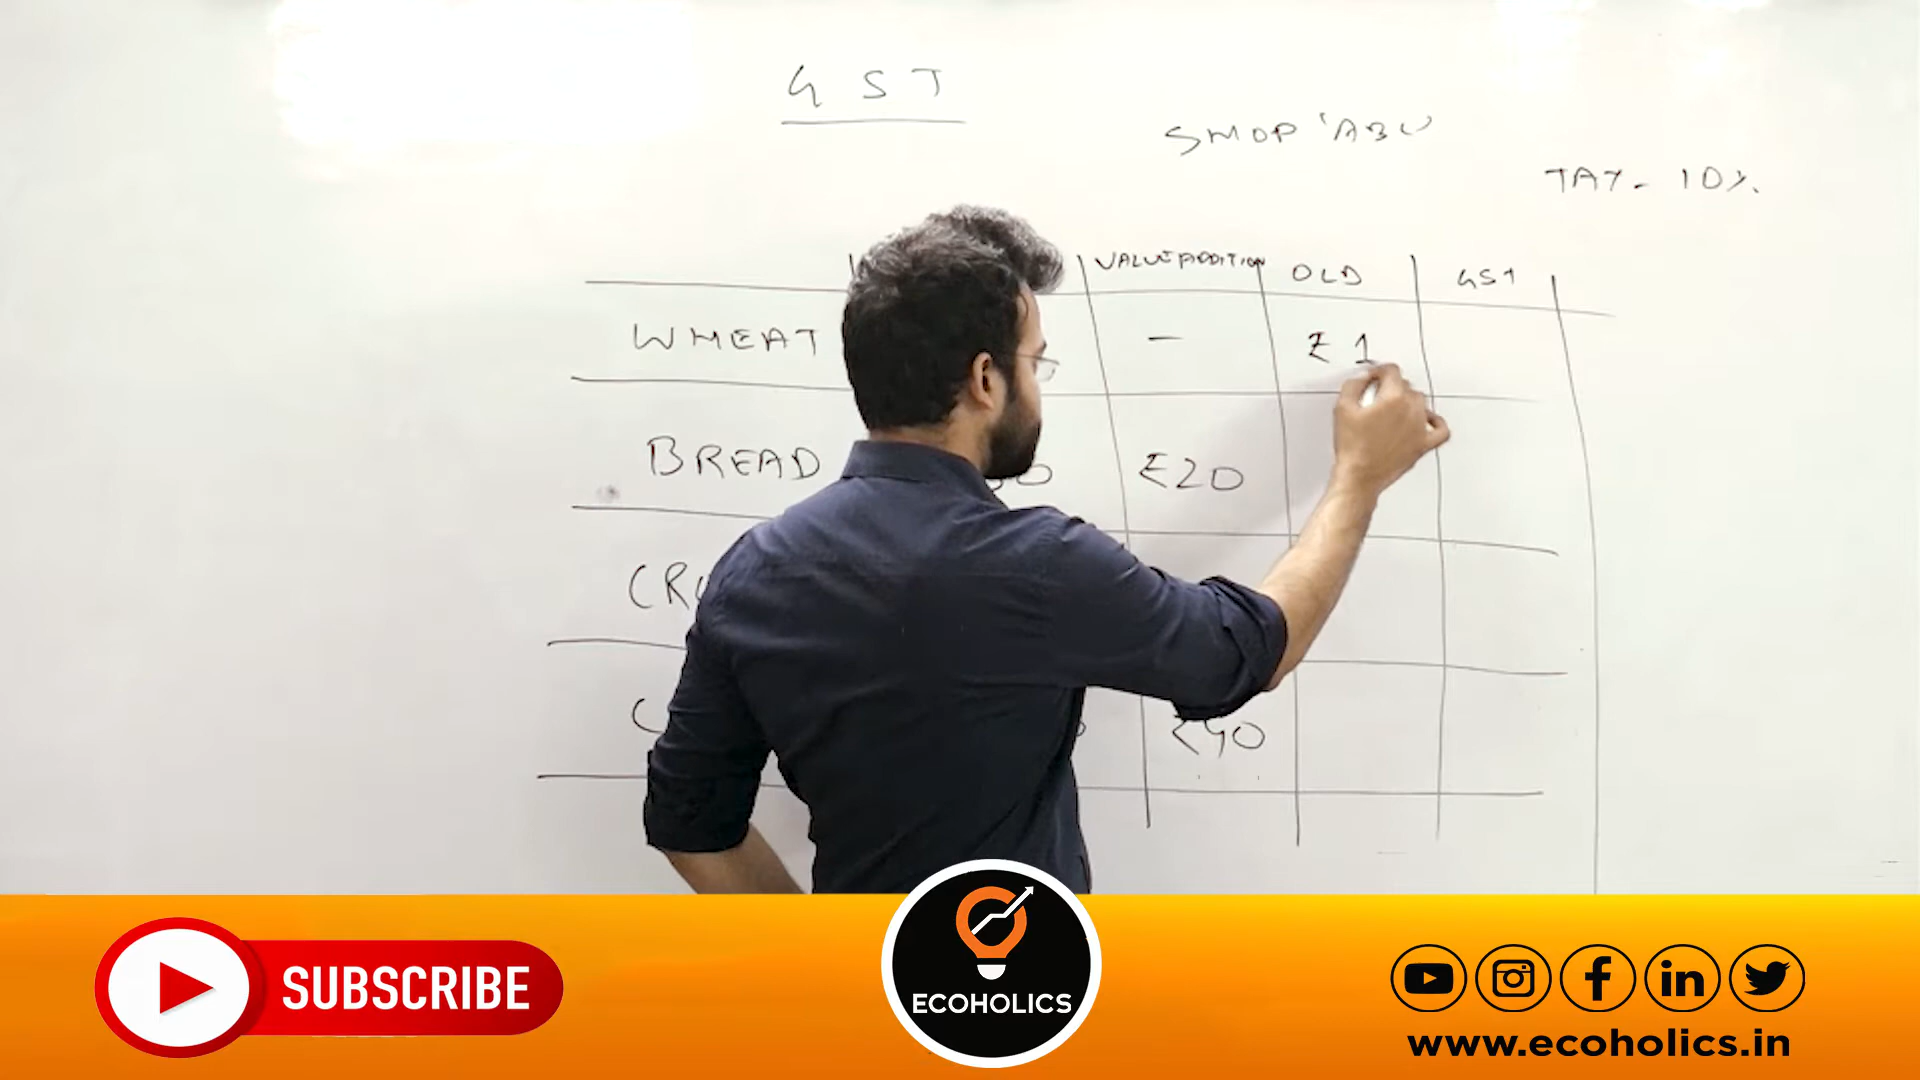 GST
SHOP 'ABC'
TAX - 10%
VALUE ADDITION OLD GST
WHEAT - ₹ 1
BREAD ₹20
₹40
SUBSCRIBE
ECOHOLICS
www.ecoholics.in